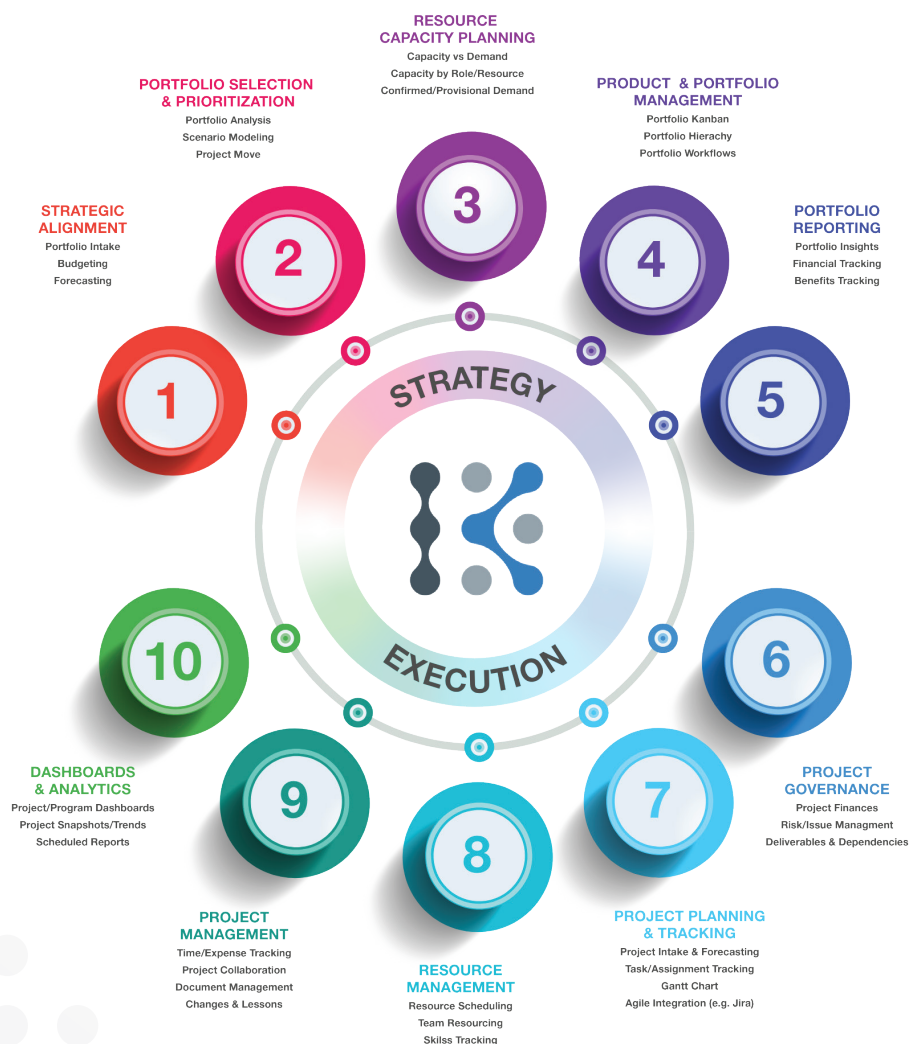 RESOURCE
CAPACITY PLANNING
Capacity vs Demand
Capacity by Role/Resource
Confirmed/Provisional Demand
PORTFOLIO SELECTION
& PRIORITIZATION
Portfolio Analysis
Scenario Modeling
Project Move
PRODUCT & PORTFOLIO
MANAGEMENT
Portfolio Kanban
Portfolio Hierachy
Portfolio Workflows
STRATEGIC
ALIGNMENT
Portfolio Intake
Budgeting
Forecasting
PORTFOLIO
REPORTING
Portfolio Insights
Financial Tracking
Benefits Tracking
1
2
3
4
5
STRATEGY
EXECUTION
10
9
8
7
6
DASHBOARDS
& ANALYTICS
Project/Program Dashboards
Project Snapshots/Trends
Scheduled Reports
PROJECT
GOVERNANCE
Project Finances
Risk/Issue Managment
Deliverables & Dependencies
PROJECT
MANAGEMENT
Time/Expense Tracking
Project Collaboration
Document Management
Changes & Lessons
PROJECT PLANNING
& TRACKING
Project Intake & Forecasting
Task/Assignment Tracking
Gantt Chart
Agile Integration (e.g. Jira)
RESOURCE
MANAGEMENT
Resource Scheduling
Team Resourcing
Skilss Tracking